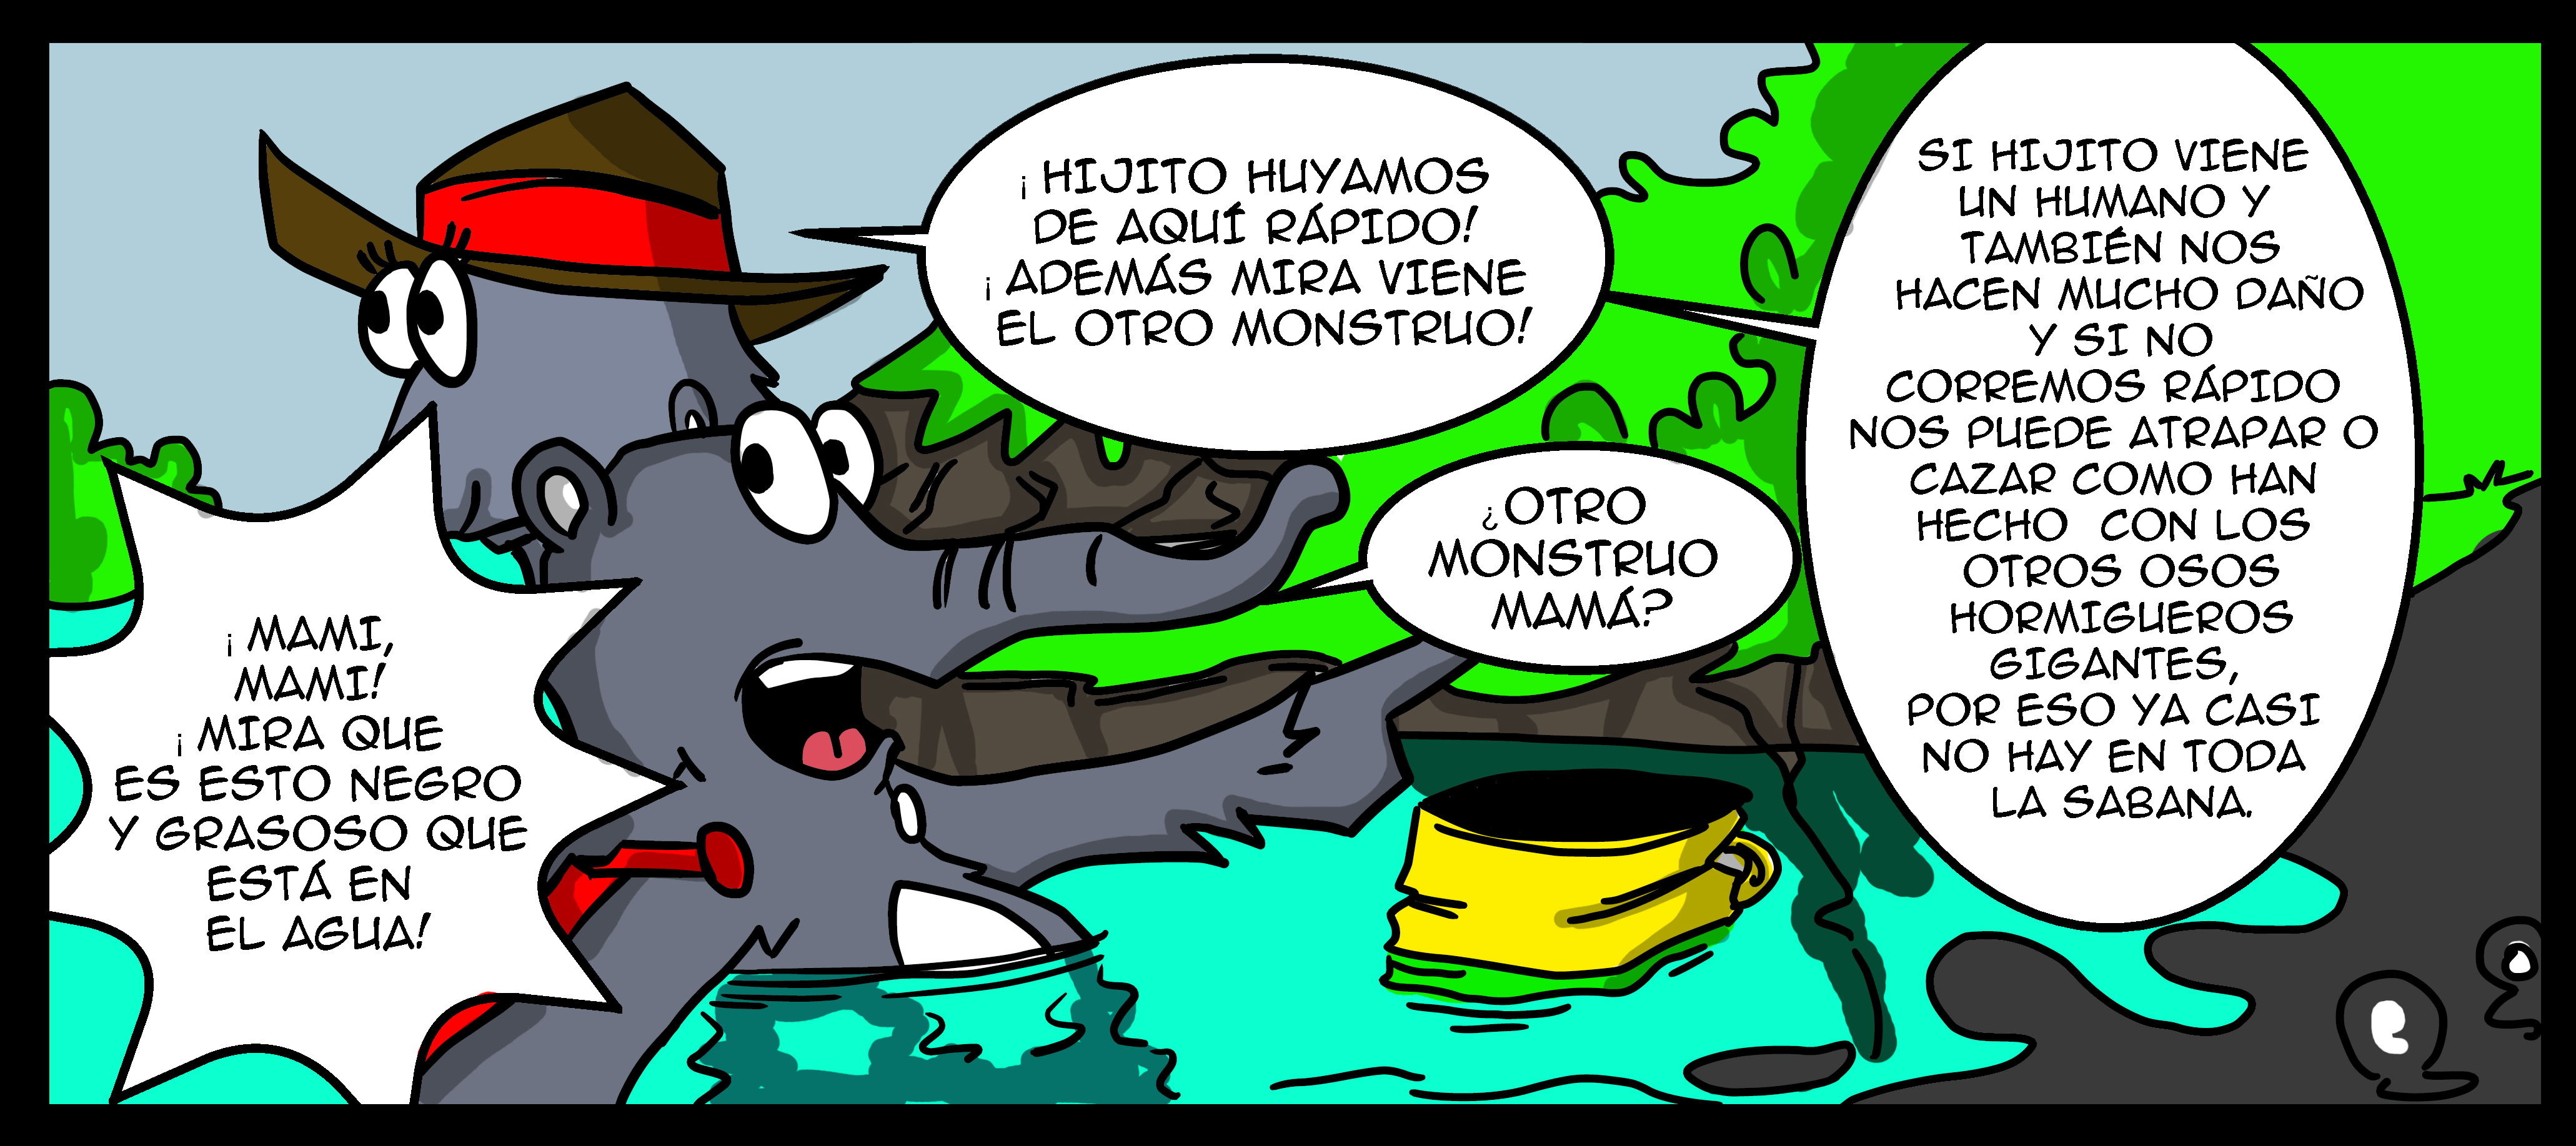 ¡ MAMI,
MAMI!
¡ MIRA QUE
ES ESTO NEGRO
Y GRASOSO QUE
ESTÁ EN
EL AGUA!
¡ HIJITO HUYAMOS
DE AQUÍ RÁPIDO!
¡ ADEMÁS MIRA VIENE
EL OTRO MONSTRUO!
¿OTRO
MONSTRUO
MAMÁ?
SI HIJITO VIENE
UN HUMANO Y
TAMBIÉN NOS
HACEN MUCHO DAÑO
Y SI NO
CORREMOS RÁPIDO
NOS PUEDE ATRAPAR O
CAZAR COMO HAN
HECHO CON LOS
OTROS OSOS
HORMIGUEROS
GIGANTES,
POR ESO YA CASI
NO HAY EN TODA
LA SABANA.